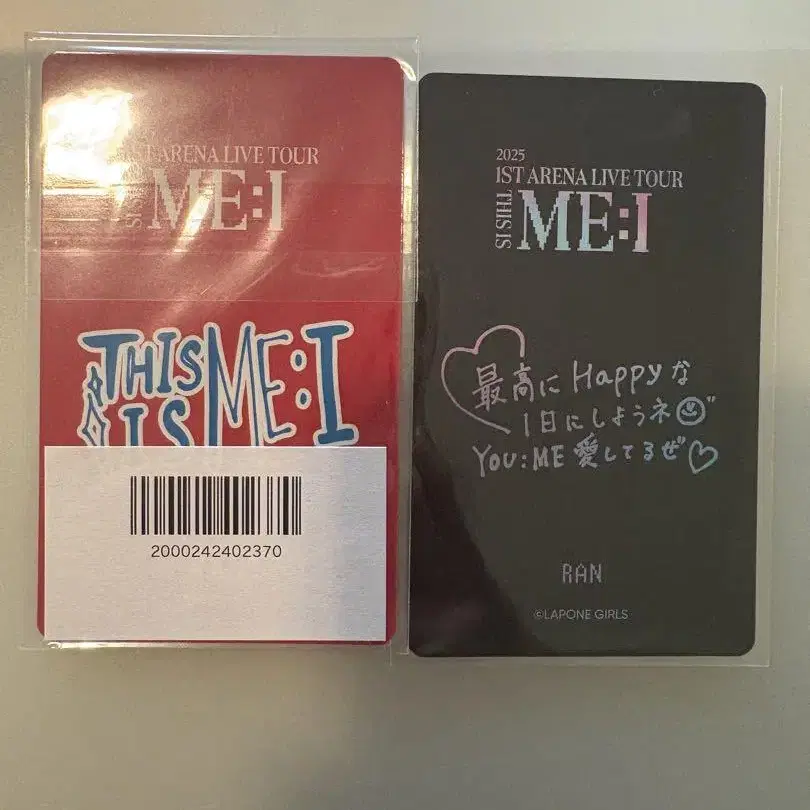 1ST ARENA LIVE TOUR
IS ME:I
THIS IS ME:I
2000242402370
2025
1ST ARENA LIVE TOUR
THIS IS ME:I
最高に Happyな
1日にしようネ
YOU:ME 愛してるぜ
RAN
©LAPONE GIRLS